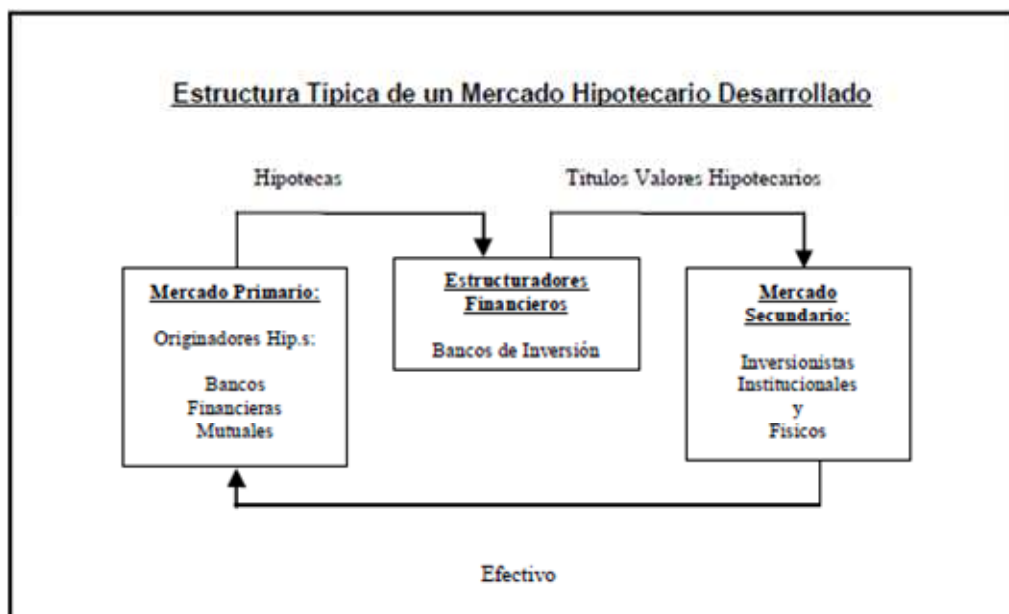 Estructura Tipica de un Mercado Hipotecario Desarrollado
Hipotecas
Titulos Valores Hipotecarios
Mercado Primario:
Originadores Hip.s:
Bancos
Financieras
Mutuales
Estructuradores
Financieros
Bancos de Inversión
Mercado
Secundario:
Inversionistas
Institucionales
y
Fisicos
Efectivo